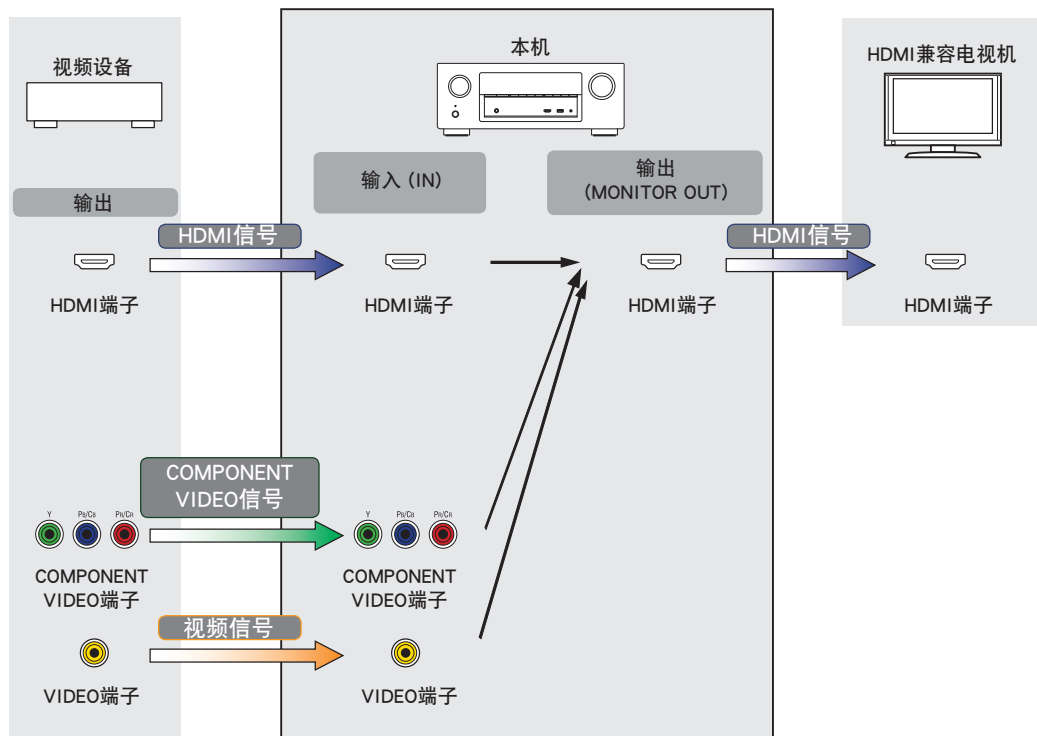 视频设备
本机
HDMI兼容电视机
输出
输入 (IN)
输出
(MONITOR OUT)
HDMI信号
HDMI信号
HDMI端子
HDMI端子
HDMI端子
HDMI端子
COMPONENT
VIDEO信号
Y PB/CB PR/CR
Y PB/CB PR/CR
COMPONENT
VIDEO端子
COMPONENT
VIDEO端子
视频信号
VIDEO端子
VIDEO端子